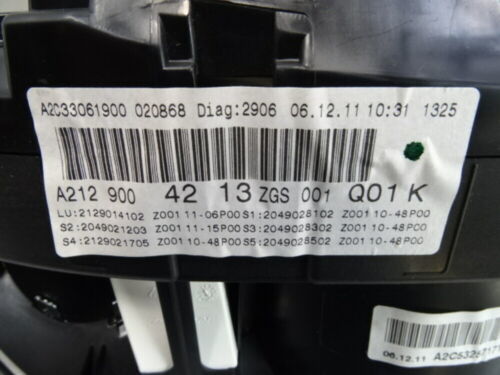 A2C33061900 020868 Diag:2906 06.12.11 10:31 1325
A212 900 42 13 ZGS 001 Q01 K
LU:2129014102 Z001 11-06P00 S1:2049028102 Z001 10-48P00
S2:2049021203 Z001 11-15P00 S3:2049028302 Z001 10-48P00
S4:2129021705 Z001 10-48P00 S5:2049028502 Z001 10-48P00
06.12.11